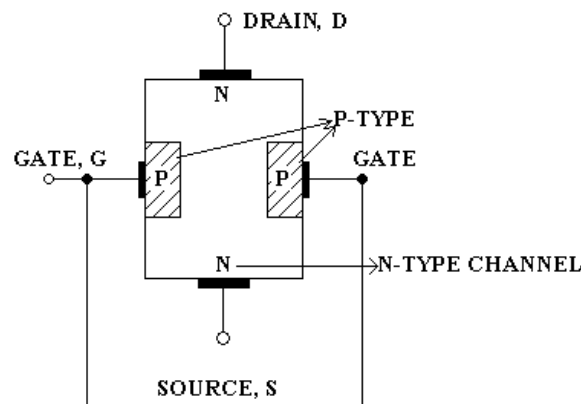 DRAIN, D
N
P-TYPE
GATE, G
P
P
GATE
N
N-TYPE CHANNEL
SOURCE, S